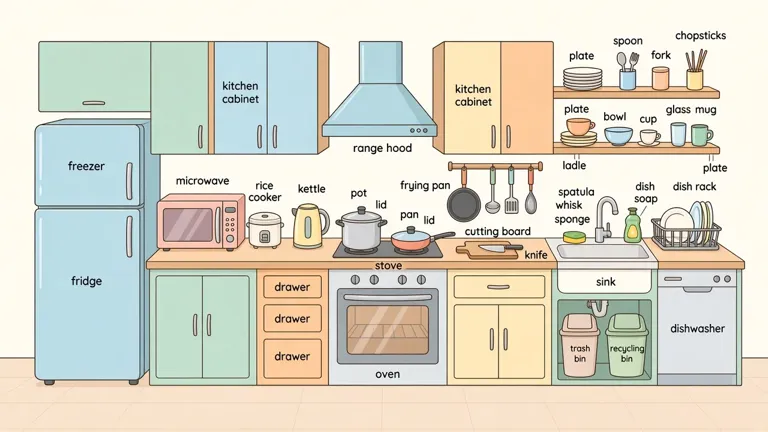 chopsticks
spoon
plate
fork
kitchen
cabinet
kitchen
cabinet
plate
bowl
cup
glass
mug
range hood
freezer
ladle
plate
microwave
rice
cooker
kettle
pot
lid
frying pan
pan
lid
spatula
whisk
sponge
dish
soap
dish rack
cutting board
knife
stove
fridge
drawer
drawer
drawer
oven
sink
trash
bin
recycling
bin
dishwasher